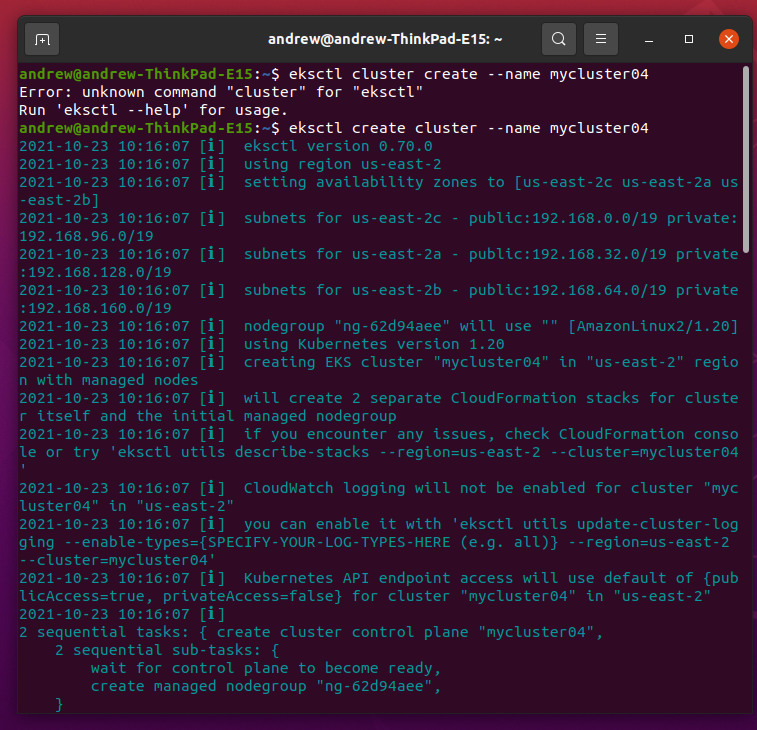 andrew@andrew-ThinkPad-E15: ~
andrew@andrew-ThinkPad-E15:~$ eksctl cluster create --name mycluster04
Error: unknown command "cluster" for "eksctl"
Run 'eksctl --help' for usage.
andrew@andrew-ThinkPad-E15:~$ eksctl create cluster --name mycluster04
2021-10-23 10:16:07 [ℹ]  eksctl version 0.70.0
2021-10-23 10:16:07 [ℹ]  using region us-east-2
2021-10-23 10:16:07 [ℹ]  setting availability zones to [us-east-2c us-east-2a us
-east-2b]
2021-10-23 10:16:07 [ℹ]  subnets for us-east-2c - public:192.168.0.0/19 private:
192.168.96.0/19
2021-10-23 10:16:07 [ℹ]  subnets for us-east-2a - public:192.168.32.0/19 private
:192.168.128.0/19
2021-10-23 10:16:07 [ℹ]  subnets for us-east-2b - public:192.168.64.0/19 private
:192.168.160.0/19
2021-10-23 10:16:07 [ℹ]  nodegroup "ng-62d94aee" will use "" [AmazonLinux2/1.20]
2021-10-23 10:16:07 [ℹ]  using Kubernetes version 1.20
2021-10-23 10:16:07 [ℹ]  creating EKS cluster "mycluster04" in "us-east-2" regio
n with managed nodes
2021-10-23 10:16:07 [ℹ]  will create 2 separate CloudFormation stacks for cluste
r itself and the initial managed nodegroup
2021-10-23 10:16:07 [ℹ]  if you encounter any issues, check CloudFormation conso
le or try 'eksctl utils describe-stacks --region=us-east-2 --cluster=mycluster04
'
2021-10-23 10:16:07 [ℹ]  CloudWatch logging will not be enabled for cluster "myc
luster04" in "us-east-2"
2021-10-23 10:16:07 [ℹ]  you can enable it with 'eksctl utils update-cluster-log
ging --enable-types={SPECIFY-YOUR-LOG-TYPES-HERE (e.g. all)} --region=us-east-2
--cluster=mycluster04'
2021-10-23 10:16:07 [ℹ]  Kubernetes API endpoint access will use default of {pub
licAccess=true, privateAccess=false} for cluster "mycluster04" in "us-east-2"
2021-10-23 10:16:07 [ℹ]
2 sequential tasks: { create cluster control plane "mycluster04",
    2 sequential sub-tasks: {
        wait for control plane to become ready,
        create managed nodegroup "ng-62d94aee",
    }